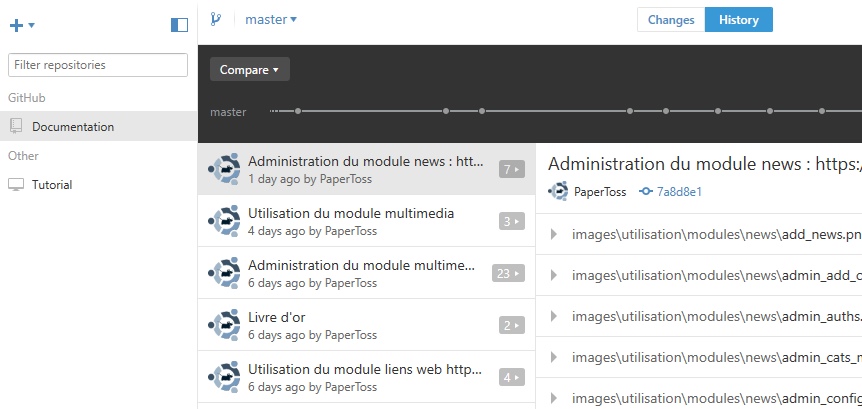 master
Changes
History
Filter repositories
Compare
GitHub
master
Documentation
Other
Tutorial
Administration du module news : htt...
1 day ago by PaperToss
7
Utilisation du module multimedia
4 days ago by PaperToss
3
Administration du module multime...
6 days ago by PaperToss
23
Livre d'or
6 days ago by PaperToss
2
Utilisation du module liens web http...
6 days ago by PaperToss
4
Administration du module news : https:/
PaperToss
7a8d8e1
images\utilisation\modules\news\add_news.pn
images\utilisation\modules\news\admin_add_c
images\utilisation\modules\news\admin_auths.
images\utilisation\modules\news\admin_cats_m
images\utilisation\modules\news\admin_config